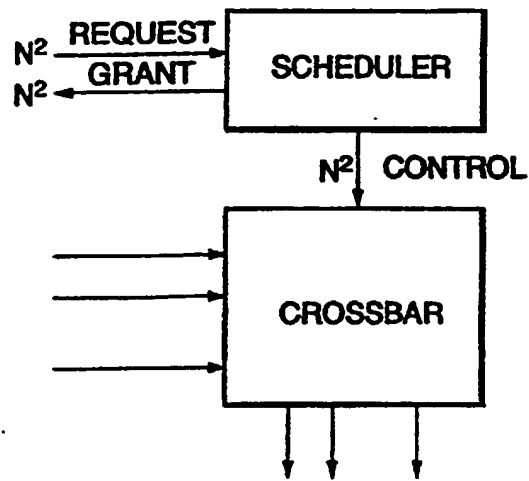 N² REQUEST
N² GRANT
SCHEDULER
N² CONTROL
CROSSBAR